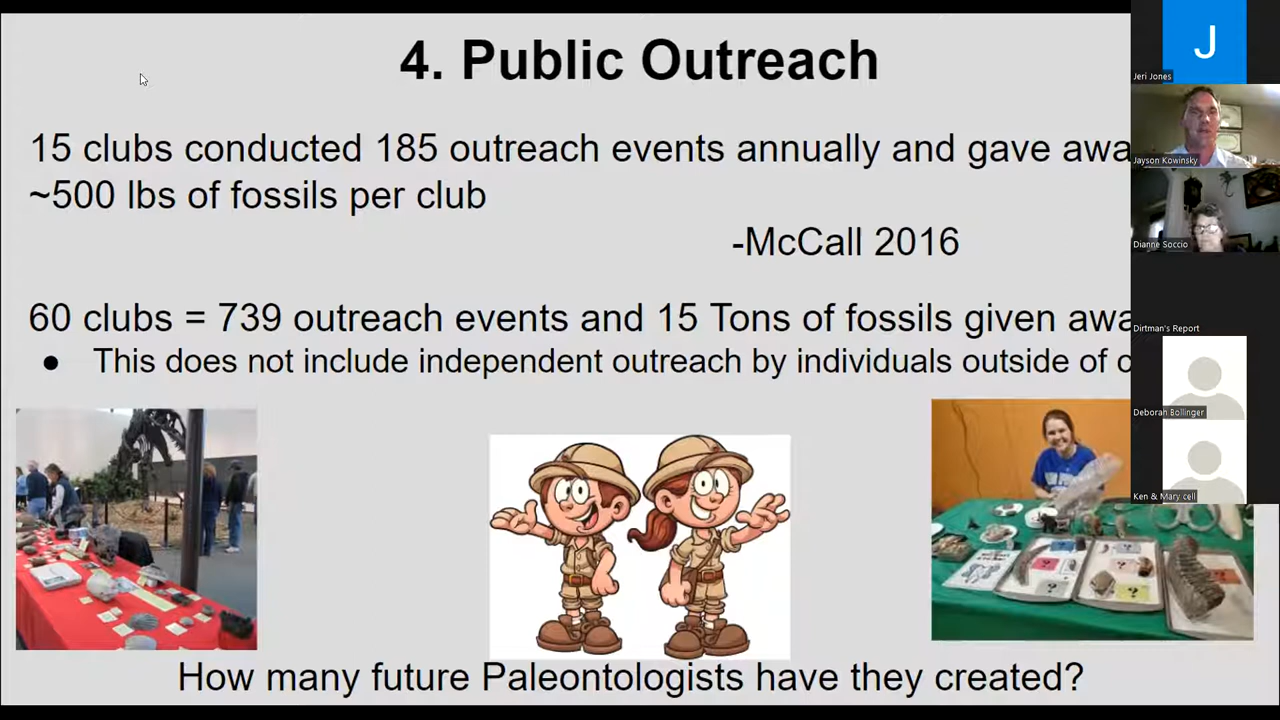 4. Public Outreach
15 clubs conducted 185 outreach events annually and gave awa
~500 lbs of fossils per club
-McCall 2016
60 clubs = 739 outreach events and 15 Tons of fossils given awa
● This does not include independent outreach by individuals outside of c
How many future Paleontologists have they created?
J
Jeri Jones
Jayson Kowinsky
Dianne Soccio
Dirtman's Report
Deborah Bollinger
Ken & Mary cell
? ? ?
? ? ?